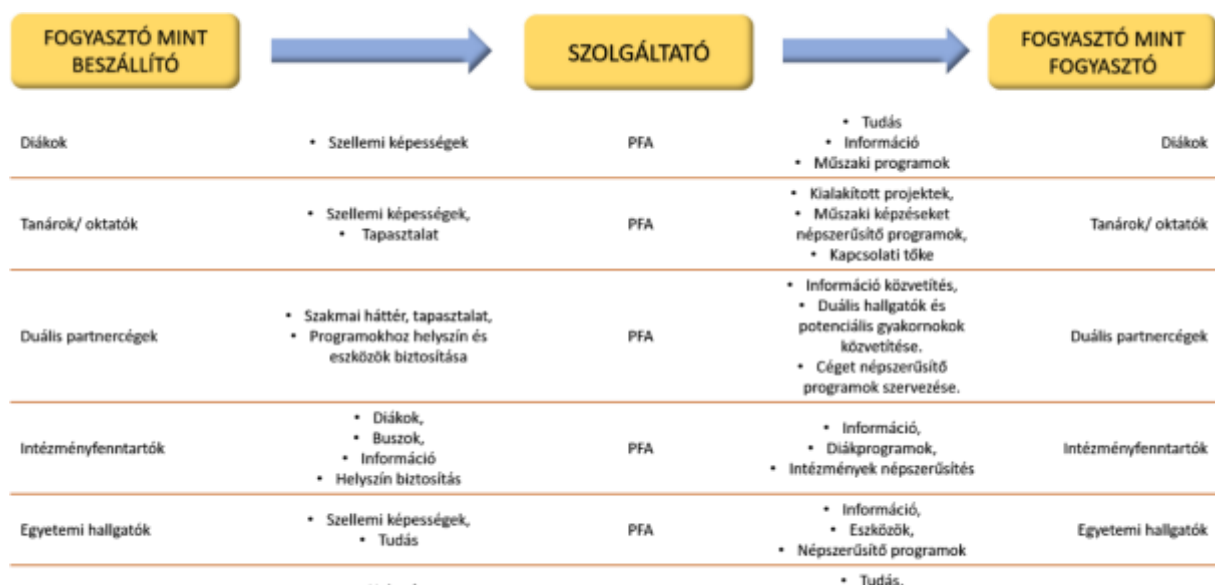 FOGYASZTÓ MINT
BESZÁLLÍTÓ
SZOLGÁLTATÓ
FOGYASZTÓ MINT
FOGYASZTÓ
Diákok
• Szellemi képességek
PFA
• Tudás
• Információ
• Műszaki programok
Diákok
Tanárok/ oktatók
• Szellemi képességek,
• Tapasztalat
PFA
• Kialakított projektek,
• Műszaki képzéseket
népszerűsítő programok,
• Kapcsolati tőke
Tanárok/ oktatók
Duális partnercégek
• Szakmai háttér, tapasztalat,
• Programokhoz helyszín és
eszközök biztosítása
PFA
• Információ közvetítés,
• Duális hallgatók és
potenciális gyakornokok
közvetítése.
• Céget népszerűsítő
programok szervezése.
Duális partnercégek
Intézményfenntartók
• Diákok,
• Buszok,
• Információ
• Helyszín biztosítás
PFA
• Információ,
• Diákprogramok,
• Intézmények népszerűsítés
Intézményfenntartók
Egyetemi hallgatók
• Szellemi képességek,
• Tudás
PFA
• Információ,
• Eszközök,
• Népszerűsítő programok
Egyetemi hallgatók
• Tudás,